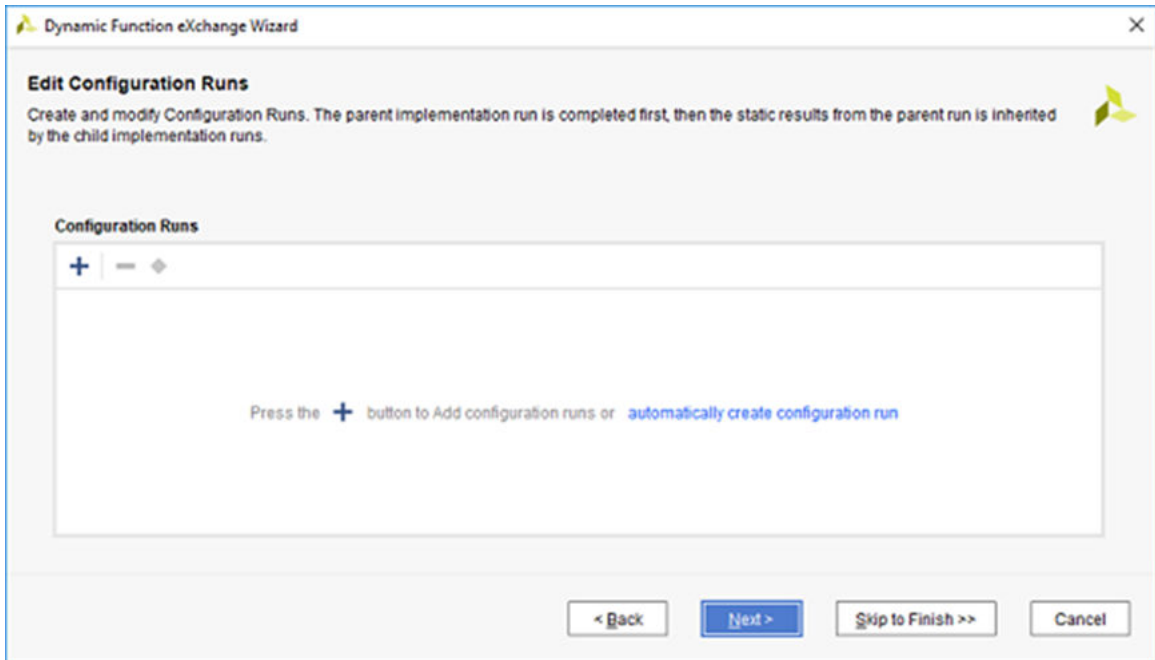 Dynamic Function eXchange Wizard
Edit Configuration Runs
Create and modify Configuration Runs. The parent implementation run is completed first, then the static results from the parent run is inherited
by the child implementation runs.
Configuration Runs
Press the + button to Add configuration runs or automatically create configuration run
< Back Next > Skip to Finish >> Cancel